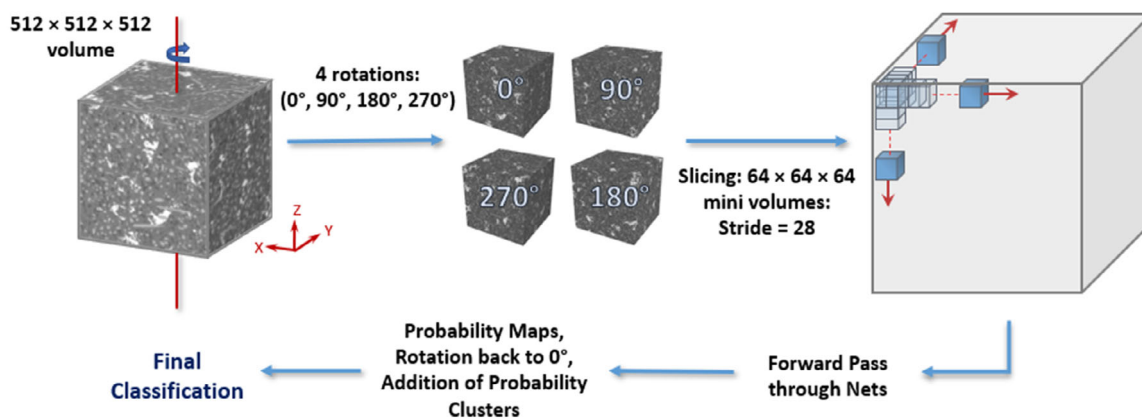 512 × 512 × 512
volume
4 rotations:
(0°, 90°, 180°, 270°)
0°
90°
270°
180°
Z
Y
X
Slicing: 64 × 64 × 64
mini volumes:
Stride = 28
Forward Pass
through Nets
Probability Maps,
Rotation back to 0°,
Addition of Probability
Clusters
Final
Classification